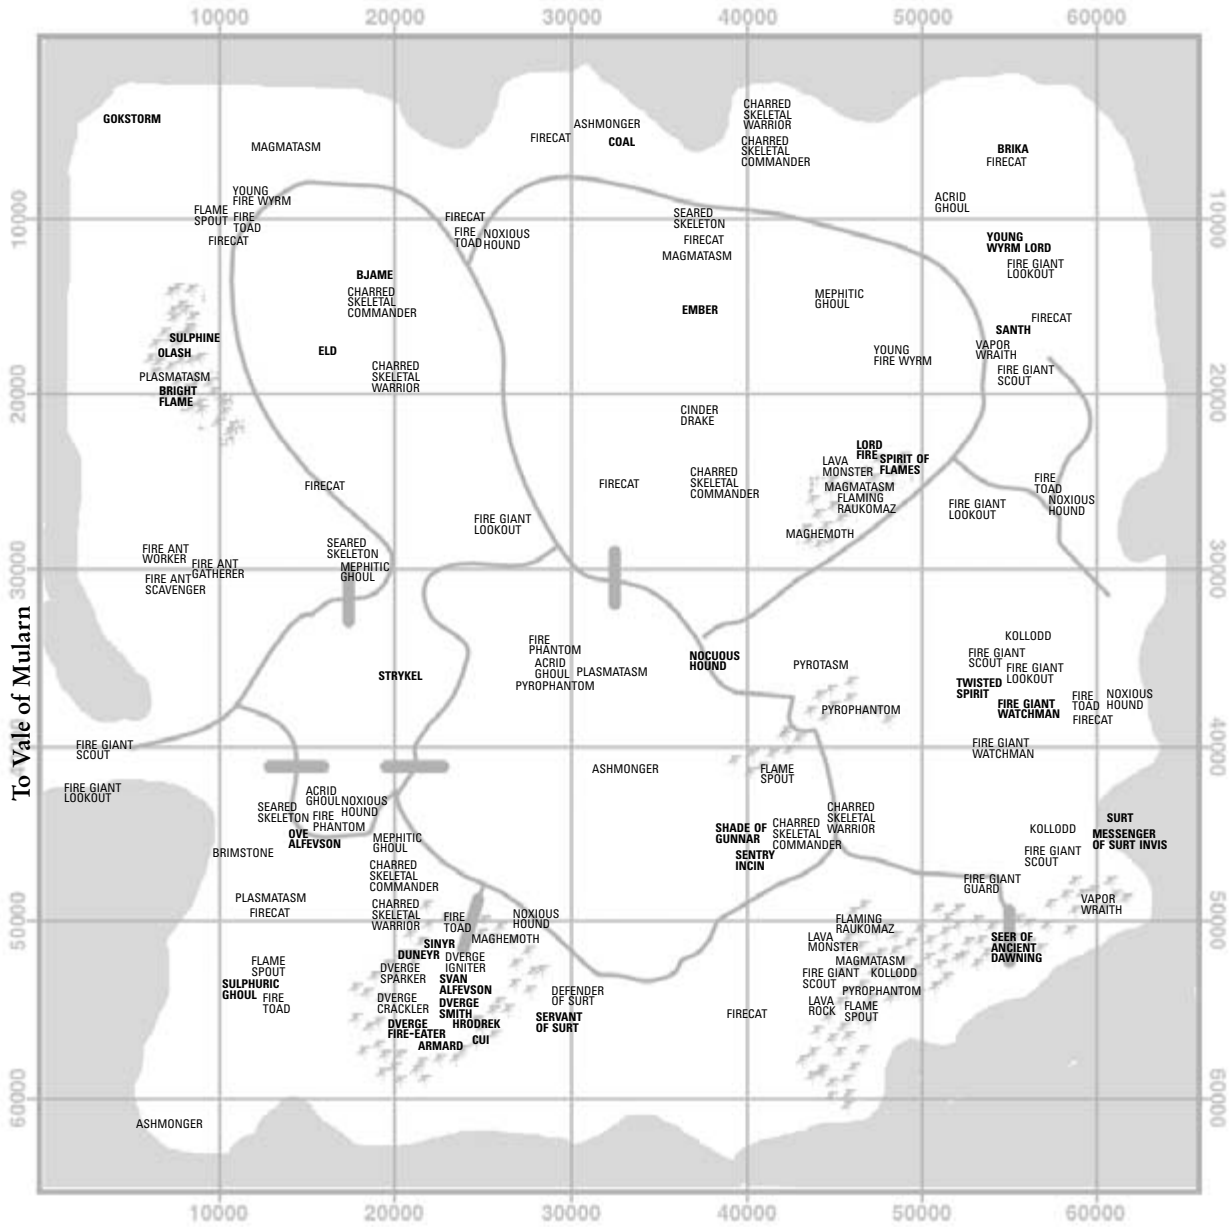 10000 20000 30000 40000 50000 60000
GOKSTORM
MAGMATASM
FIRECAT
ASHMONGER
COAL
CHARRED
SKELETAL
WARRIOR
CHARRED
SKELETAL
COMMANDER
BRIKA
FIRECAT
YOUNG
FIRE WYRM
FLAME
SPOUT
FIRE
TOAD
FIRECAT
FIRECAT
FIRE
TOAD
NOXIOUS
HOUND
SEARED
SKELETON
FIRECAT
MAGMATASM
ACRID
GHOUL
10000
10000
YOUNG
WYRM LORD
FIRE GIANT
LOOKOUT
BJAME
CHARRED
SKELETAL
COMMANDER
EMBER
MEPHITIC
GHOUL
FIRECAT
SANTH
SULPHINE
OLASH
ELD
PLASMATASM
BRIGHT
FLAME
CHARRED
SKELETAL
WARRIOR
YOUNG
FIRE WYRM
VAPOR
WRAITH
FIRE GIANT
SCOUT
20000
20000
CINDER
DRAKE
LORD
FIRE
SPIRIT OF
FLAMES
LAVA
MONSTER
MAGMATASM
FLAMING
RAUKOMAZ
MAGHEMOTH
FIRECAT
FIRECAT
CHARRED
SKELETAL
COMMANDER
FIRE GIANT
LOOKOUT
FIRE GIANT
LOOKOUT
FIRE
TOAD
NOXIOUS
HOUND
FIRE ANT
WORKER
FIRE ANT
GATHERER
FIRE ANT
SCAVENGER
SEARED
SKELETON
MEPHITIC
GHOUL
30000
30000
To Vale of Mularn
STRYKEL
FIRE
PHANTOM
ACRID
GHOUL
PLASMATASM
PYROPHANTOM
NOCUOUS
HOUND
PYROTASM
PYROPHANTOM
KOLLODD
FIRE GIANT
SCOUT
FIRE GIANT
LOOKOUT
TWISTED
SPIRIT
FIRE GIANT
WATCHMAN
FIRE
TOAD
NOXIOUS
HOUND
FIRECAT
FIRE GIANT
WATCHMAN
40000
FIRE GIANT
SCOUT
FIRE GIANT
LOOKOUT
ASHMONGER
FLAME
SPOUT
ACRID
GHOUL
NOXIOUS
HOUND
SEARED
SKELETON
FIRE
PHANTOM
OVE
ALFEVSON
BRIMSTONE
MEPHITIC
GHOUL
CHARRED
SKELETAL
COMMANDER
SHADE OF
GUNNAR
SENTRY
INCIN
CHARRED
SKELETAL
COMMANDER
CHARRED
SKELETAL
WARRIOR
KOLLODD
FIRE GIANT
SCOUT
SURT
MESSENGER
OF SURT INVIS
FIRE GIANT
GUARD
VAPOR
WRAITH
PLASMATASM
FIRECAT
CHARRED
SKELETAL
WARRIOR
FIRE
TOAD
NOXIOUS
HOUND
MAGHEMOTH
50000
50000
SINYR
DUNEYR
DVERGE
SPARKER
DVERGE
IGNITER
SVAN
ALFEVSON
DVERGE
CRACKLER
DVERGE
SMITH
DVERGE
FIRE-EATER
HRODREK
ARMARD
CUI
DEFENDER
OF SURT
SERVANT
OF SURT
FLAME
SPOUT
SULPHURIC
GHOUL
FIRE
TOAD
FIRECAT
FLAMING
RAUKOMAZ
LAVA
MONSTER
MAGMATASM
FIRE GIANT
SCOUT
KOLLODD
PYROPHANTOM
LAVA
ROCK
FLAME
SPOUT
SEER OF
ANCIENT
DAWNING
60000
60000
ASHMONGER
10000 20000 30000 40000 50000 60000